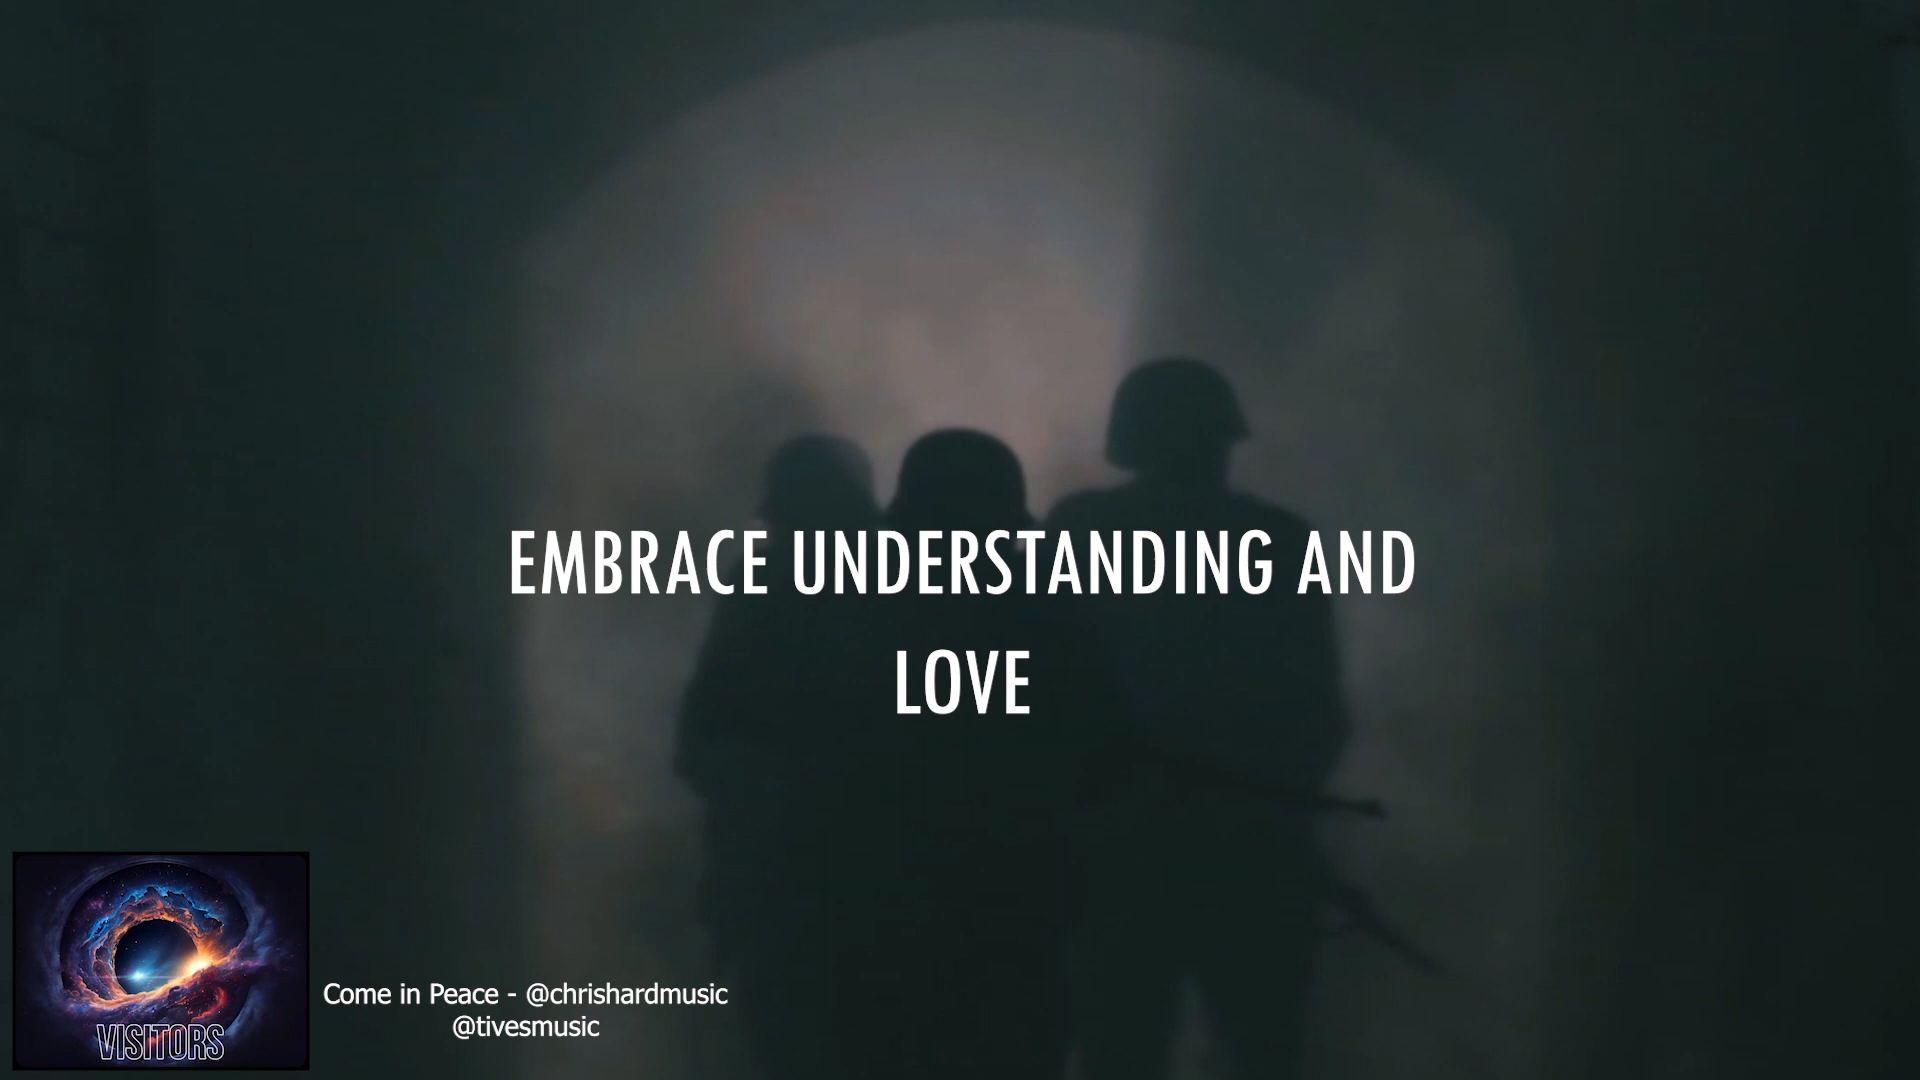 EMBRACE UNDERSTANDING AND
LOVE
VISITORS
Come in Peace - @chrishardmusic
@tivesmusic